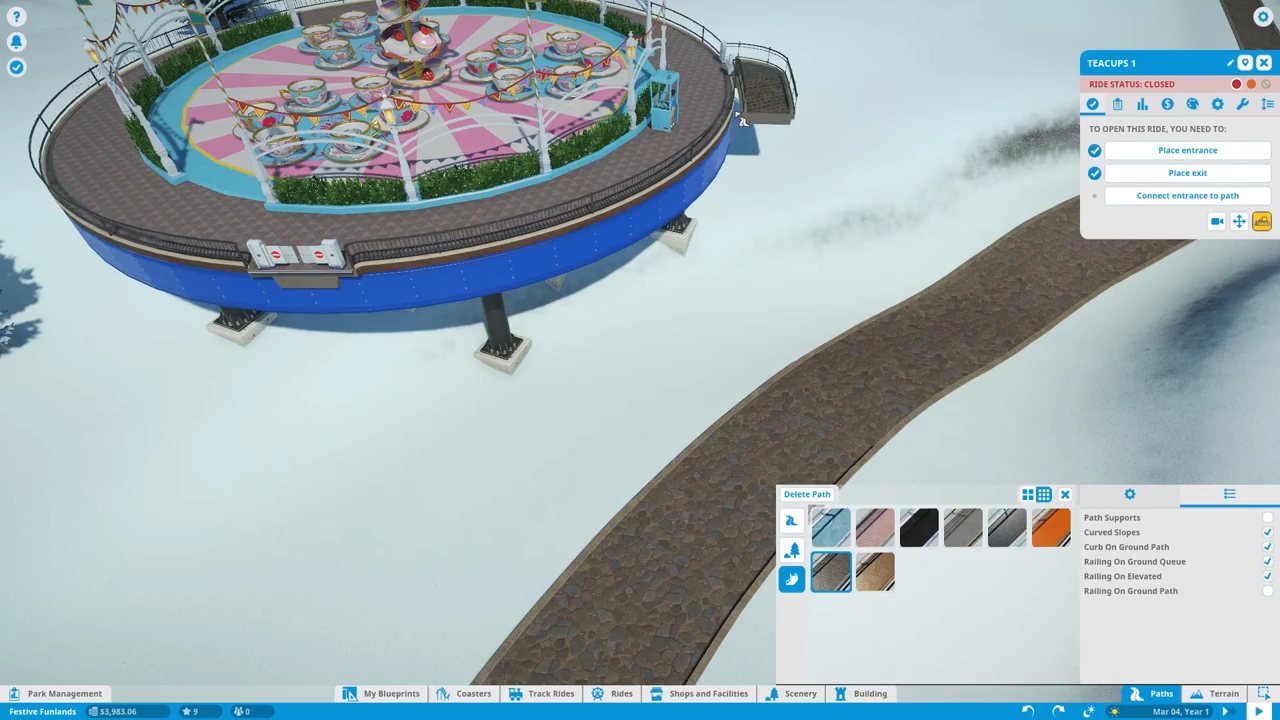 TEACUPS 1
RIDE STATUS: CLOSED
TO OPEN THIS RIDE, YOU NEED TO:
Place entrance
Place exit
Connect entrance to path
Delete Path
Path Supports
Curved Slopes
Curb On Ground Path
Railing On Ground Queue
Railing On Elevated
Railing On Ground Path
Park Management
My Blueprints
Coasters
Track Rides
Rides
Shops and Facilities
Scenery
Building
Paths
Terrain
Festive Funlands
$3,983.06
9
0
Mar 04, Year 1